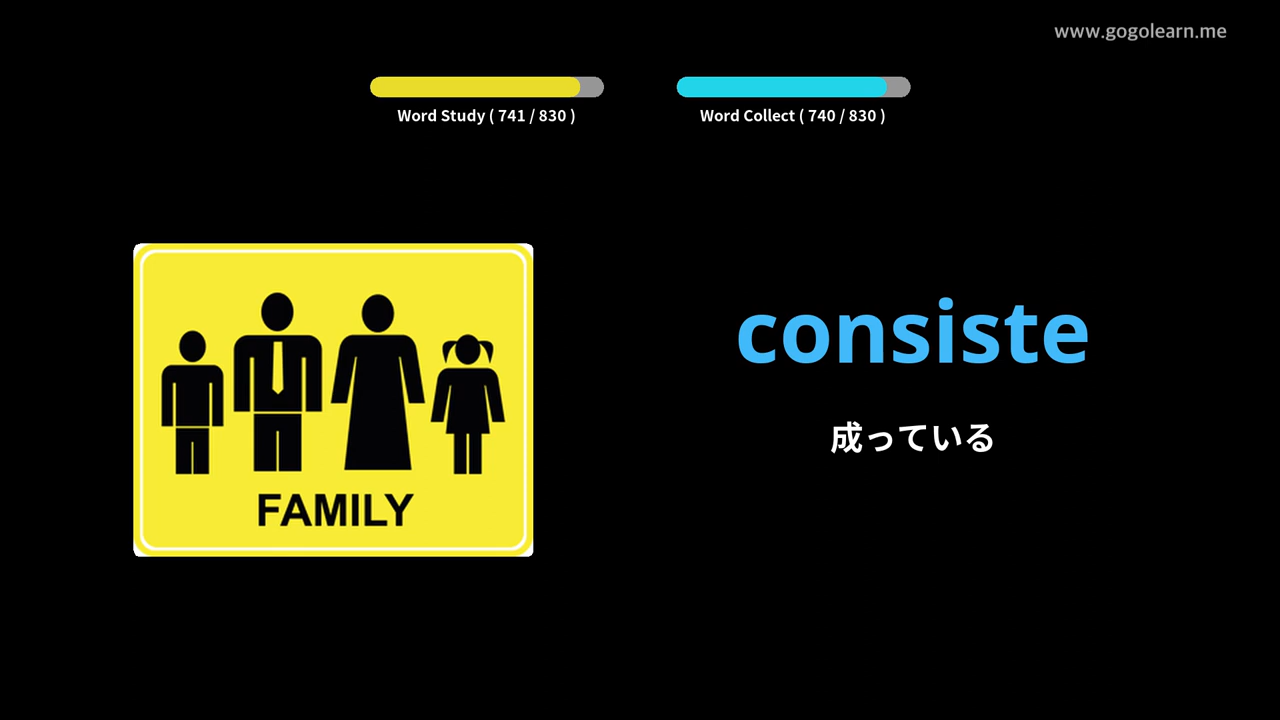 www.gogolearn.me
Word Study ( 741 / 830 )
Word Collect ( 740 / 830 )
FAMILY
consiste
成っている